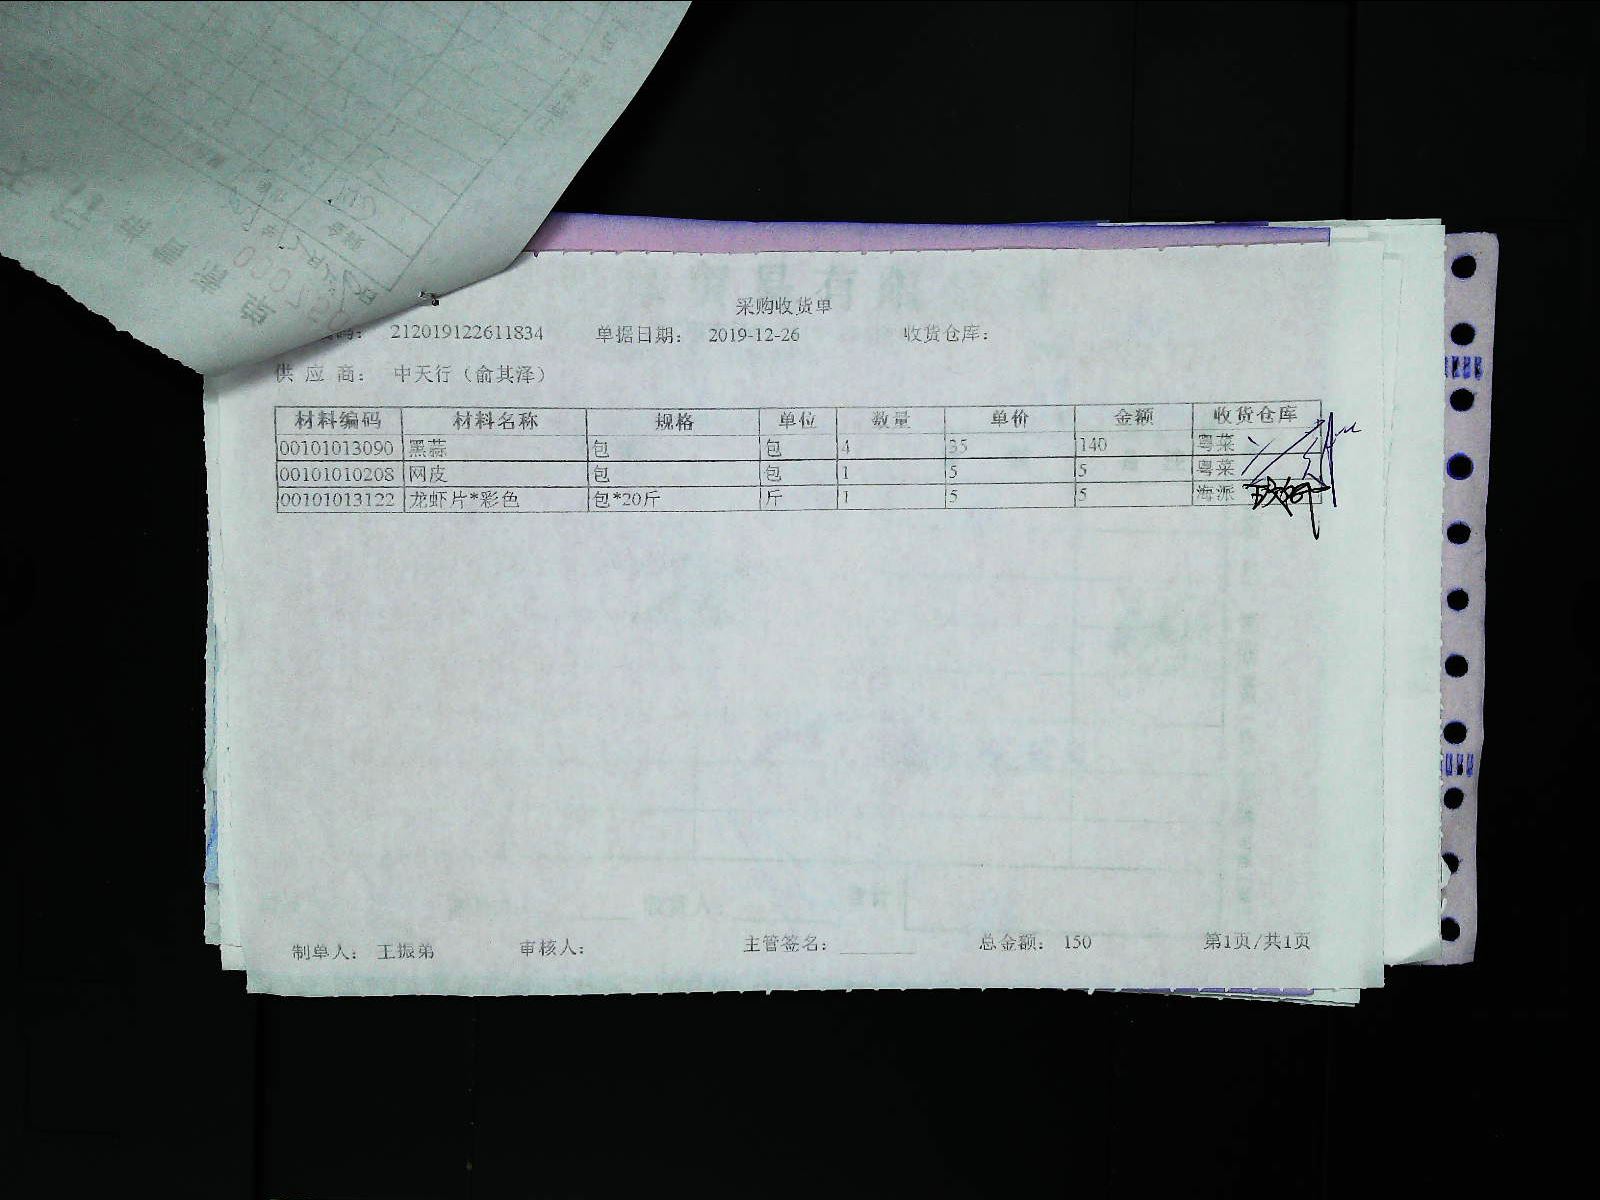 采购收货单
212019122611834 单据日期： 2019-12-26 收货仓库：
供 应 商： 中天行（俞其泽）
材料编码 材料名称 规格 单位 数量 单价 金额 收货仓库
00101013090 黑蒜 包 包 4 35 140 粤菜
00101010208 网皮 包 包 1 5 5 粤菜
00101013122 龙虾片*彩色 包*20斤 斤 1 5 5 海派
制单人： 王振弟 审核人： 主管签名： 总金额： 150 第1页/共1页